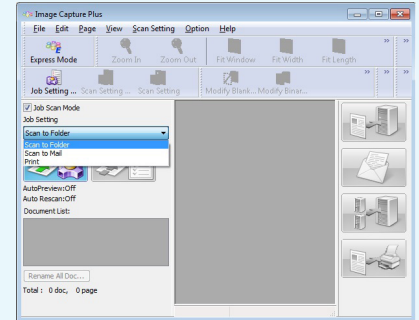 Image Capture Plus
File Edit Page View Scan Setting Option Help
Express Mode Zoom In Zoom Out Fit Window Fit Width Fit Length
Job Setting ... Scan Setting ... Scan Setting Modify Blank... Modify Binar...
Job Scan Mode
Job Setting
Scan to Folder
Scan to Folder
Scan to Mail
Print
AutoPreview:Off
Auto Rescan:Off
Document List:
Rename All Doc...
Total : 0 doc, 0 page